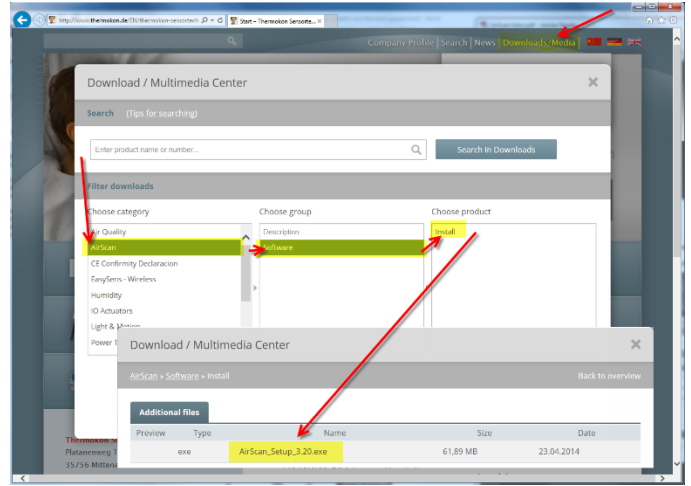 http://www.thermokon.de/EN/thermokon-sensortech
Start – Thermokon Sensorte...
Company Profile | Search | News | Downloads/Media |
Download / Multimedia Center
Search (Tips for searching)
Enter product name or number...
Search in Downloads
Filter downloads
Choose category
Choose group
Choose product
Air Quality
Description
Install
AirScan
Software
CE Confirmity Declaracion
EasySens - Wireless
Humidity
IO Actuators
Light & Motion
Power T
Download / Multimedia Center
AirScan » Software » Install
Back to overview
Additional files
Preview Type Name Size Date
exe AirScan_Setup_3.20.exe 61,89 MB 23.04.2014
Thermokon S
Platanenweg 1
35756 Mittena